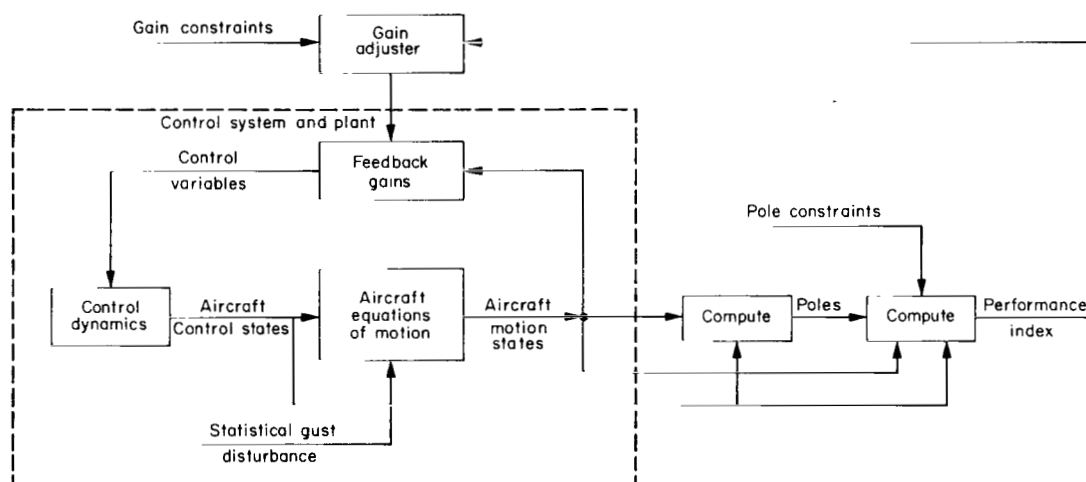 Gain constraints
Gain
adjuster
Control system and plant
Control
variables
Feedback
gains
Pole constraints
Control
dynamics
Aircraft
Control states
Aircraft
equations
of motion
Aircraft
motion
states
Compute
Poles
Compute
Performance
index
Statistical gust
disturbance